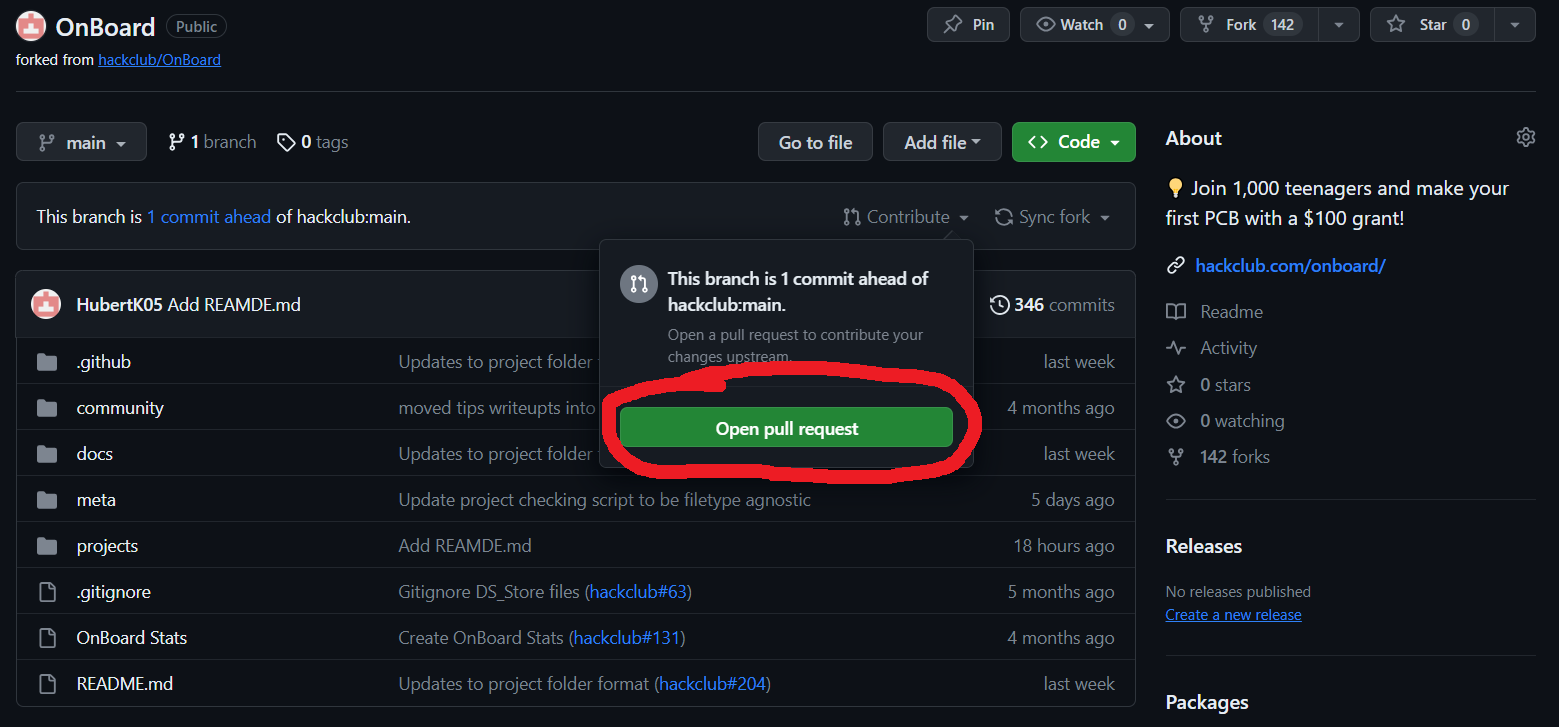 OnBoard Public
Pin Watch 0 Fork 142 Star 0
forked from hackclub/OnBoard
main 1 branch 0 tags Go to file Add file Code
This branch is 1 commit ahead of hackclub:main. Contribute Sync fork
This branch is 1 commit ahead of
hackclub:main.
Open a pull request to contribute your
changes upstream.
Open pull request
HubertK05 Add REAMDE.md 346 commits
.github Updates to project folder last week
community moved tips writeupts into 4 months ago
docs Updates to project folder last week
meta Update project checking script to be filetype agnostic 5 days ago
projects Add REAMDE.md 18 hours ago
.gitignore Gitignore DS_Store files (hackclub#63) 5 months ago
OnBoard Stats Create OnBoard Stats (hackclub#131) 4 months ago
README.md Updates to project folder format (hackclub#204) last week
About
Join 1,000 teenagers and make your
first PCB with a $100 grant!
hackclub.com/onboard/
Readme
Activity
0 stars
0 watching
142 forks
Releases
No releases published
Create a new release
Packages